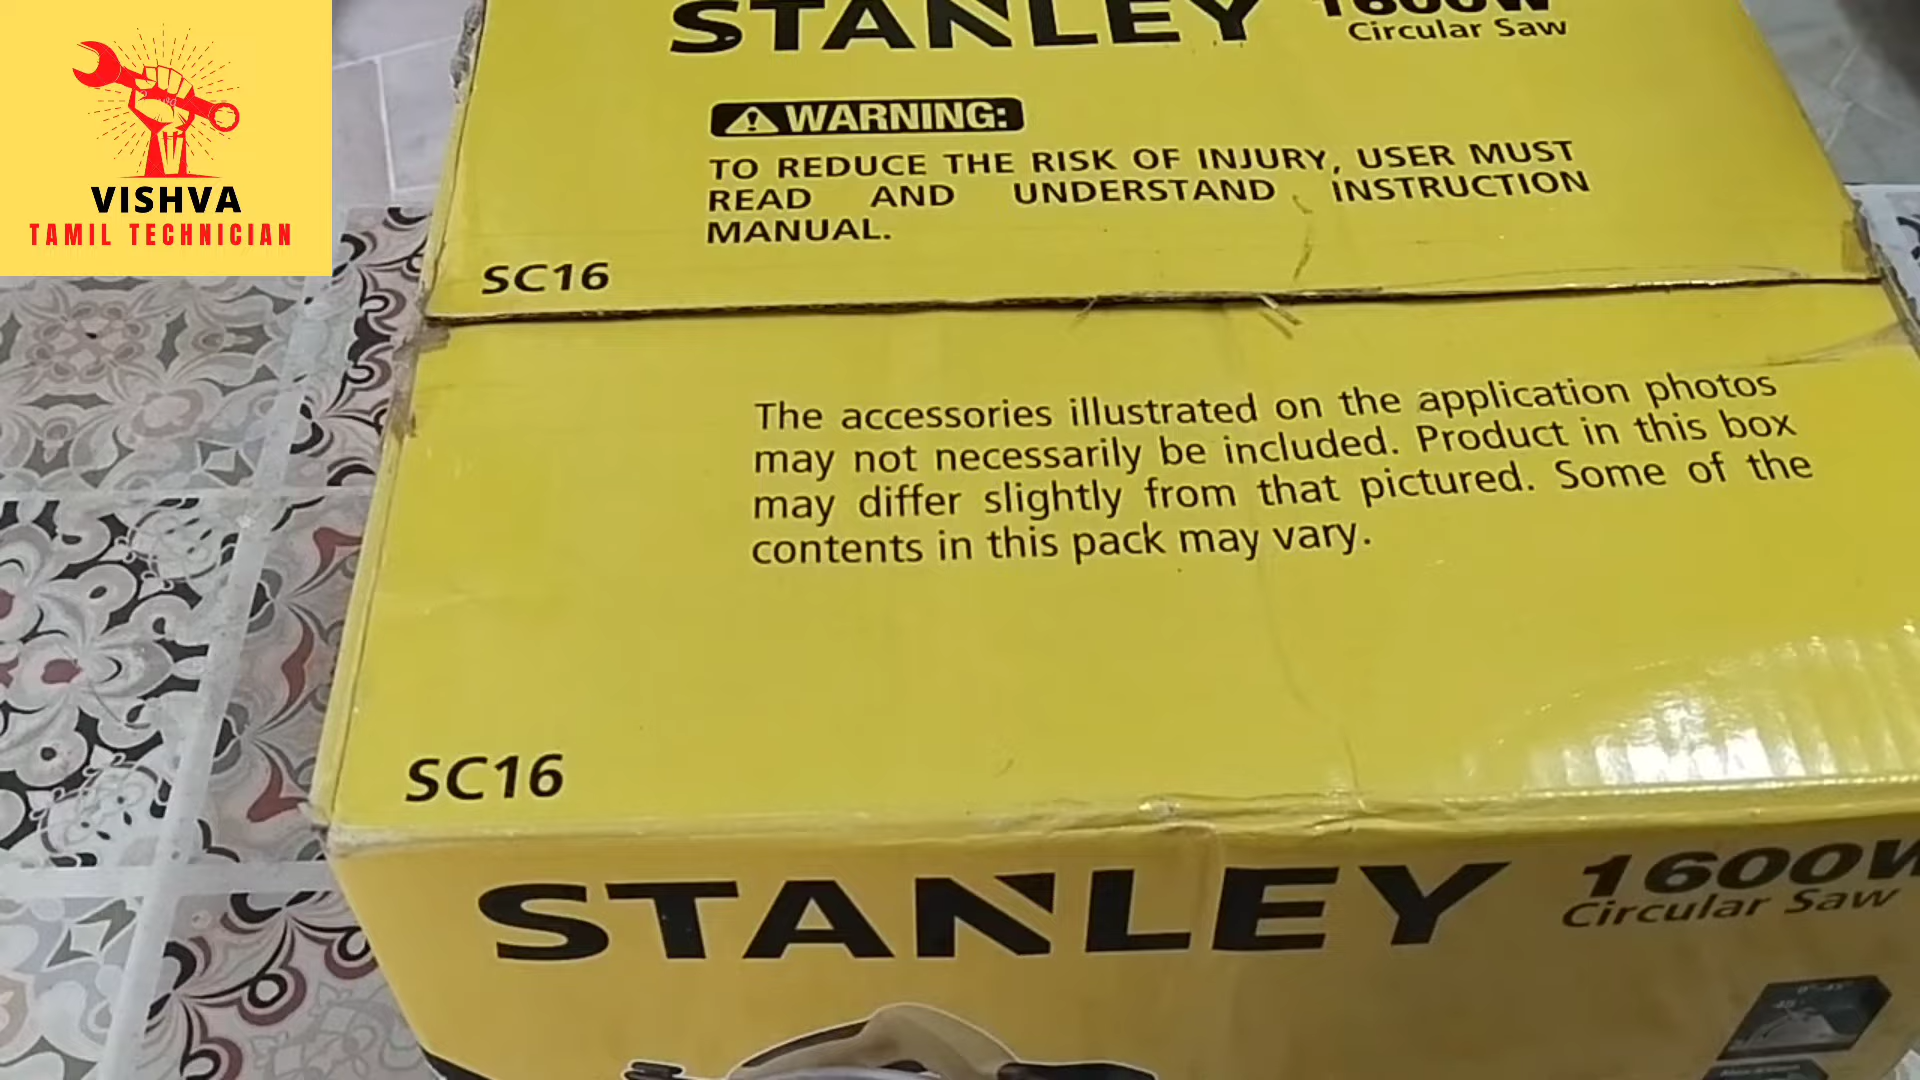 VISHVA
TAMIL TECHNICIAN
STANLEY 1600W
Circular Saw
WARNING:
TO REDUCE THE RISK OF INJURY, USER MUST
READ AND UNDERSTAND INSTRUCTION
MANUAL.
SC16
The accessories illustrated on the application photos
may not necessarily be included. Product in this box
may differ slightly from that pictured. Some of the
contents in this pack may vary.
SC16
STANLEY 1600W
Circular Saw